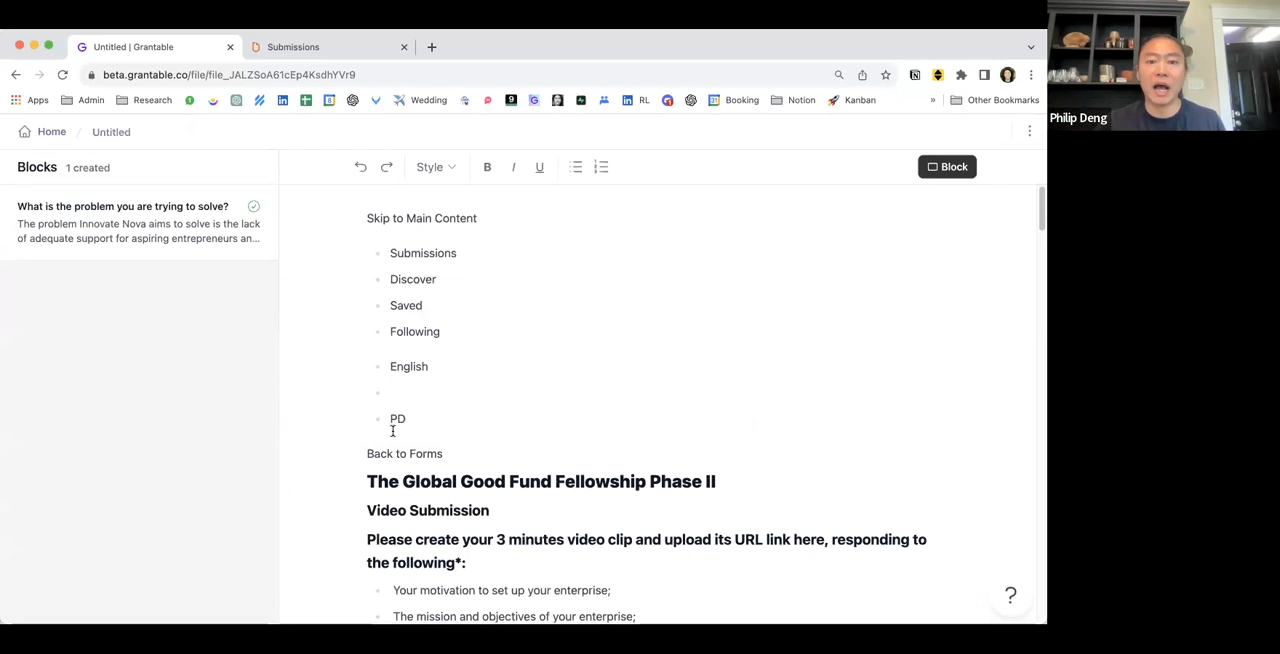 Untitled | Grantable
Submissions
beta.grantable.co/file/file_JALZSoA61cEp4KsdhYVr9
Apps
Admin
Research
Wedding
9
G
RL
31
Booking
Notion
Kanban
»
Other Bookmarks
Philip Deng
Home / Untitled
Blocks 1 created
Style
B
I
U
Block
What is the problem you are trying to solve?
The problem Innovate Nova aims to solve is the lack
of adequate support for aspiring entrepreneurs an...
Skip to Main Content
Submissions
Discover
Saved
Following
English
PD
Back to Forms
The Global Good Fund Fellowship Phase II
Video Submission
Please create your 3 minutes video clip and upload its URL link here, responding to
the following*:
Your motivation to set up your enterprise;
The mission and objectives of your enterprise;
?